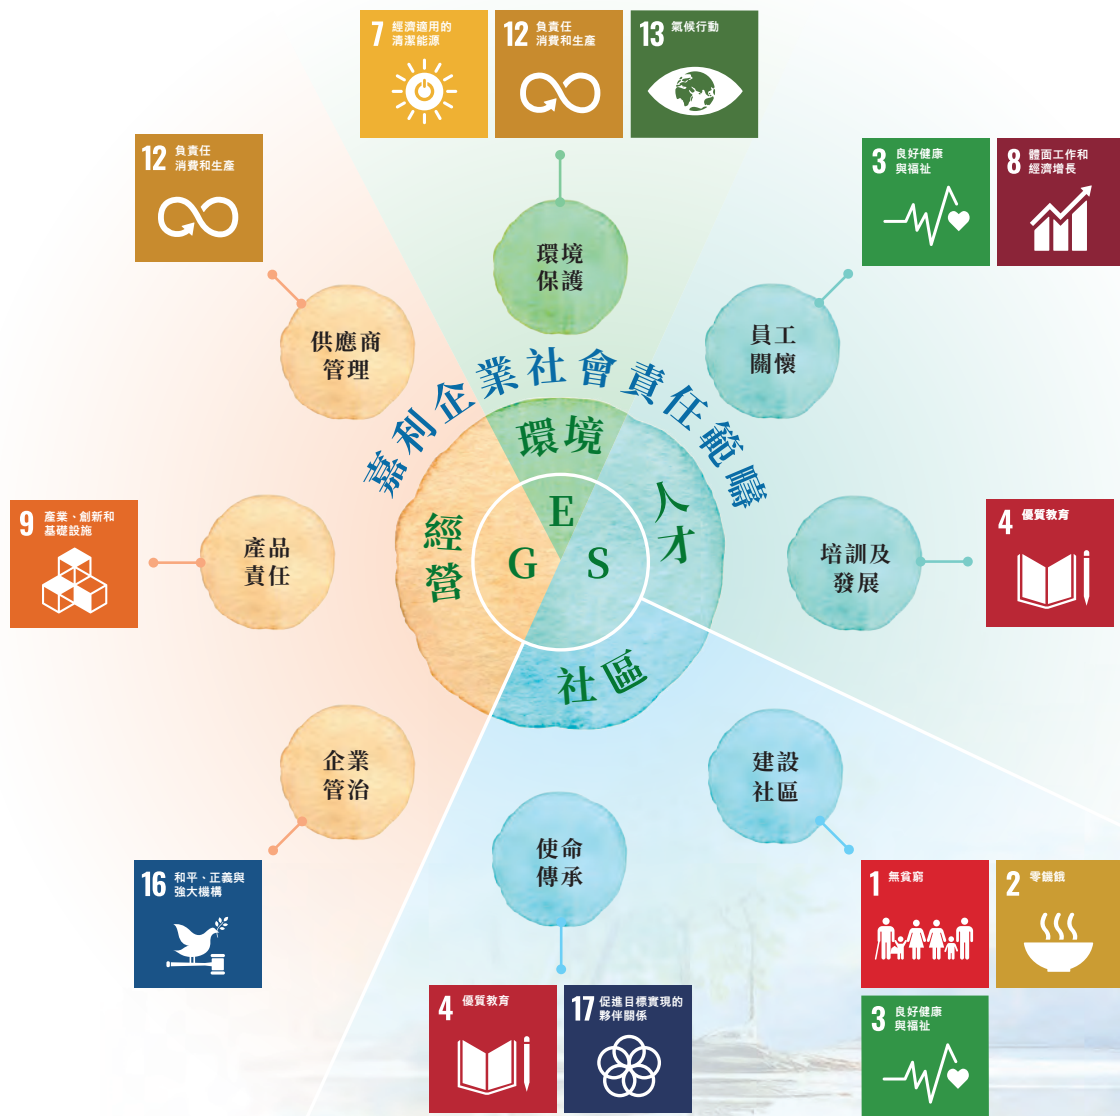 7 經濟適用的
清潔能源
12 負責任
消費和生產
13 氣候行動
12 負責任
消費和生產
3 良好健康
與福祉
8 體面工作和
經濟增長
環境
保護
供應商
管理
員工
關懷
嘉利企業社會責任範疇
環境
人才
經營
社區
E
G
S
9 產業、創新和
基礎設施
產品
責任
培訓及
發展
4 優質教育
企業
管治
建設
社區
使命
傳承
16 和平、正義與
強大機構
1 無貧窮
2 零饑餓
3 良好健康
與福祉
4 優質教育
17 促進目標實現的
夥伴關係